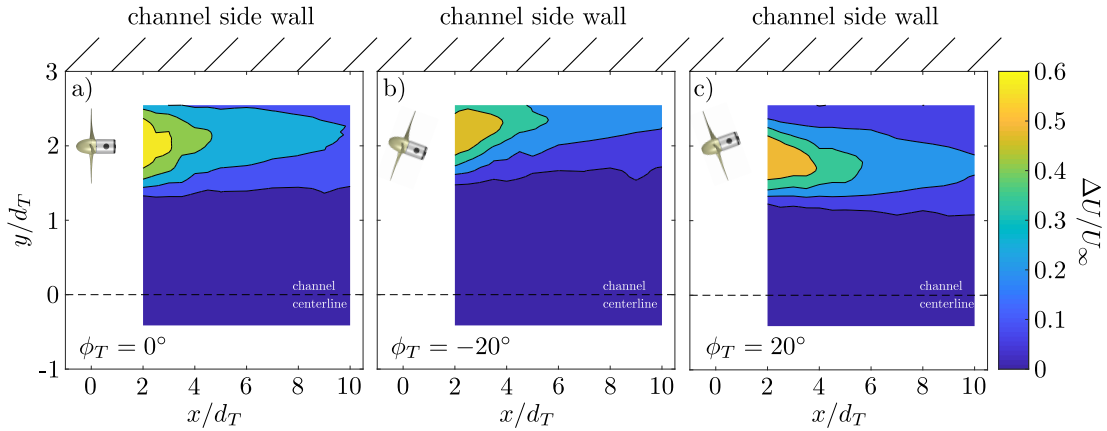 channel side wall
channel side wall
channel side wall
a)
b)
c)
3
2
1
0
-1
y/d_T
channel
centerline
channel
centerline
channel
centerline
ϕ_T = 0°
ϕ_T = −20°
ϕ_T = 20°
0 2 4 6 8 10
0 2 4 6 8 10
0 2 4 6 8 10
x/d_T
x/d_T
x/d_T
0.6
0.5
0.4
0.3
0.2
0.1
0
ΔU/U_∞